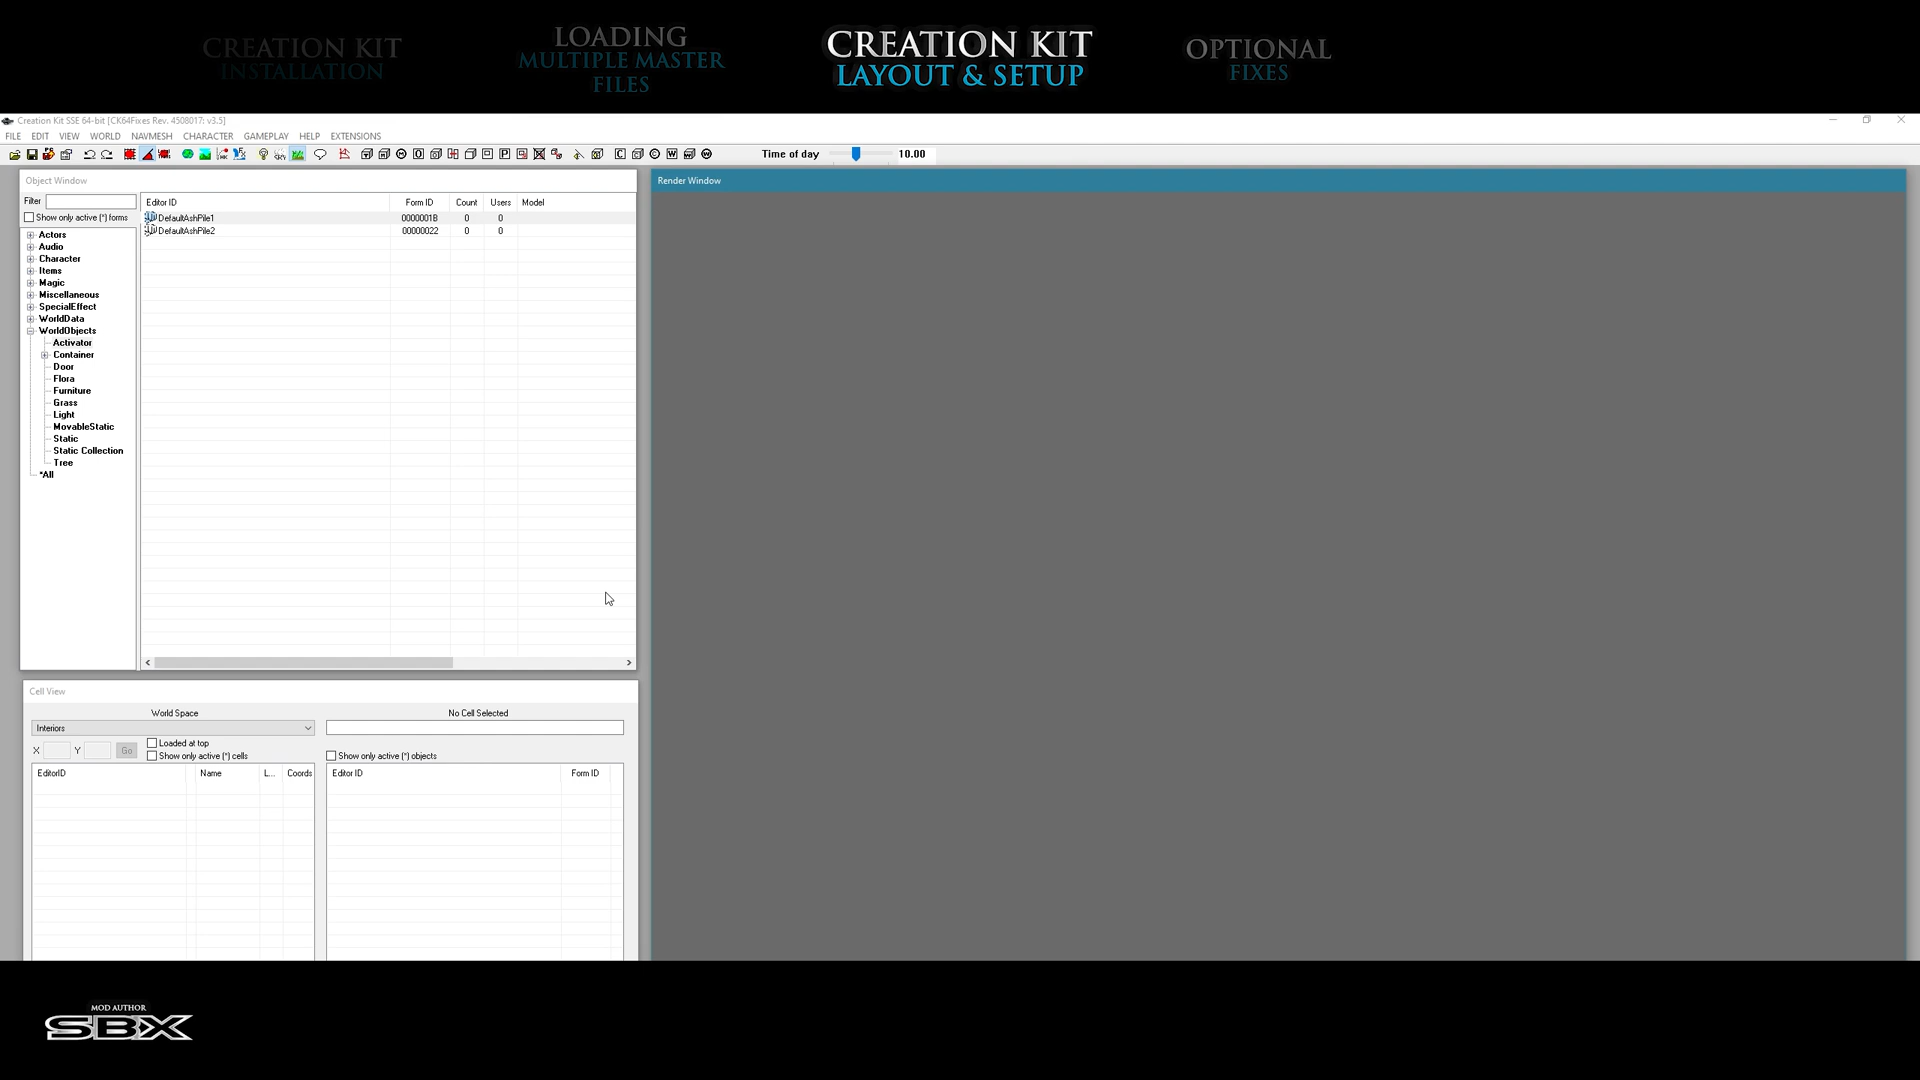 CREATION KIT
INSTALLATION
LOADING
MULTIPLE MASTER
FILES
CREATION KIT
LAYOUT & SETUP
OPTIONAL
FIXES
Creation Kit SSE 64-bit [CK64Fixes Rev. 4508017: v3.5]
FILE EDIT VIEW WORLD NAVMESH CHARACTER GAMEPLAY HELP EXTENSIONS
Time of day 10.00
Object Window
Filter
Show only active (*) forms
Actors
Audio
Character
Items
Magic
Miscellaneous
SpecialEffect
WorldData
WorldObjects
Activator
Container
Door
Flora
Furniture
Grass
Light
MovableStatic
Static
Static Collection
Tree
*All
Editor ID Form ID Count Users Model
DefaultAshPile1 0000001B 0 0
DefaultAshPile2 00000022 0 0
Render Window
Cell View
World Space
Interiors
X Y Go
Loaded at top
Show only active (*) cells
EditorID Name L... Coords
No Cell Selected
Show only active (*) objects
Editor ID Form ID
MOD AUTHOR
SBX